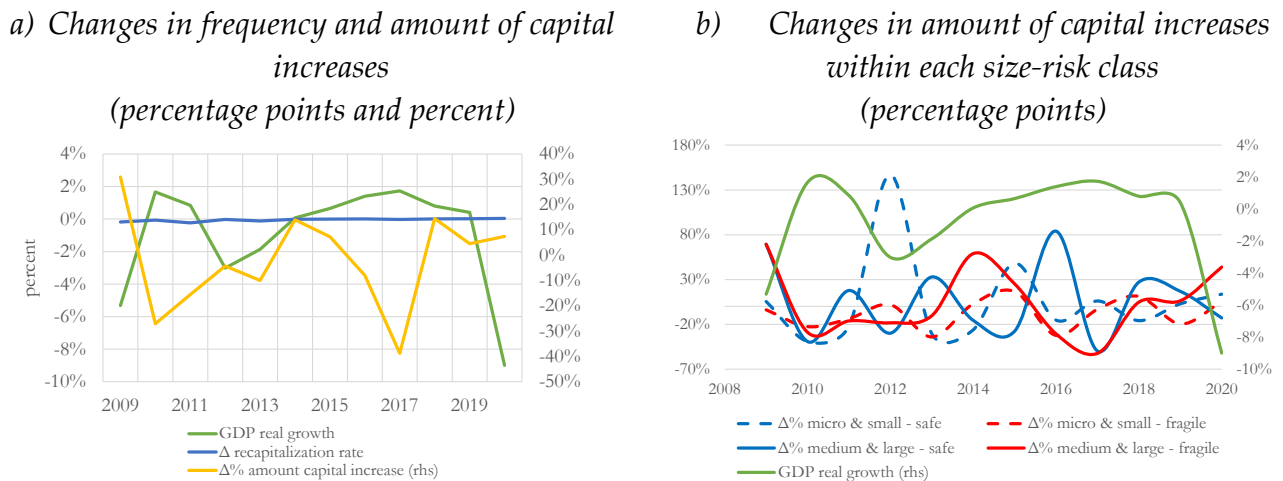 a) Changes in frequency and amount of capital
increases
(percentage points and percent)
4%
2%
0%
-2%
-4%
-6%
-8%
-10%
percent
40%
30%
20%
10%
0%
-10%
-20%
-30%
-40%
-50%
2009 2011 2013 2015 2017 2019
GDP real growth
Δ recapitalization rate
Δ% amount capital increase (rhs)
b) Changes in amount of capital increases
within each size-risk class
(percentage points)
180%
130%
80%
30%
-20%
-70%
4%
2%
0%
-2%
-4%
-6%
-8%
-10%
2008 2010 2012 2014 2016 2018 2020
Δ% micro & small - safe Δ% micro & small - fragile
Δ% medium & large - safe Δ% medium & large - fragile
GDP real growth (rhs)